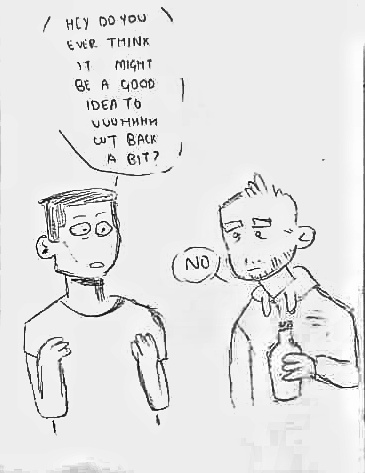 HEY DO YOU
EVER THINK
IT MIGHT
BE A GOOD
IDEA TO
UUUHHHH
CUT BACK
A BIT?
NO